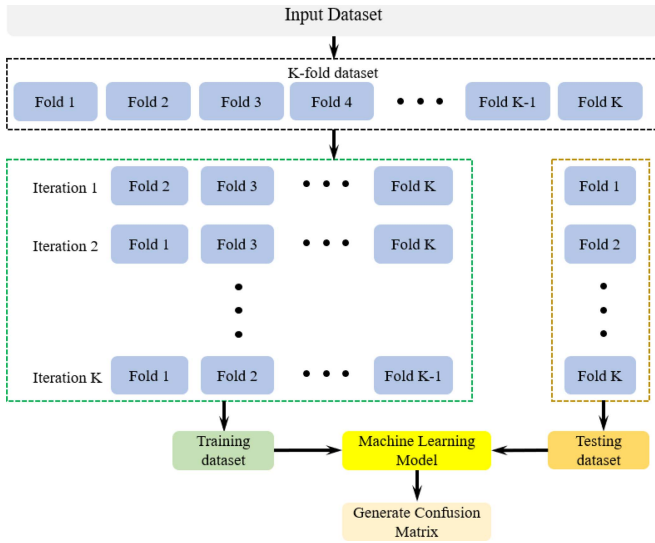 Input Dataset
K-fold dataset
Fold 1 Fold 2 Fold 3 Fold 4 • • • Fold K-1 Fold K
Iteration 1 Fold 2 Fold 3 • • • Fold K Fold 1
Iteration 2 Fold 1 Fold 3 • • • Fold K Fold 2
Iteration K Fold 1 Fold 2 • • • Fold K-1 Fold K
Training dataset
Machine Learning Model
Testing dataset
Generate Confusion Matrix